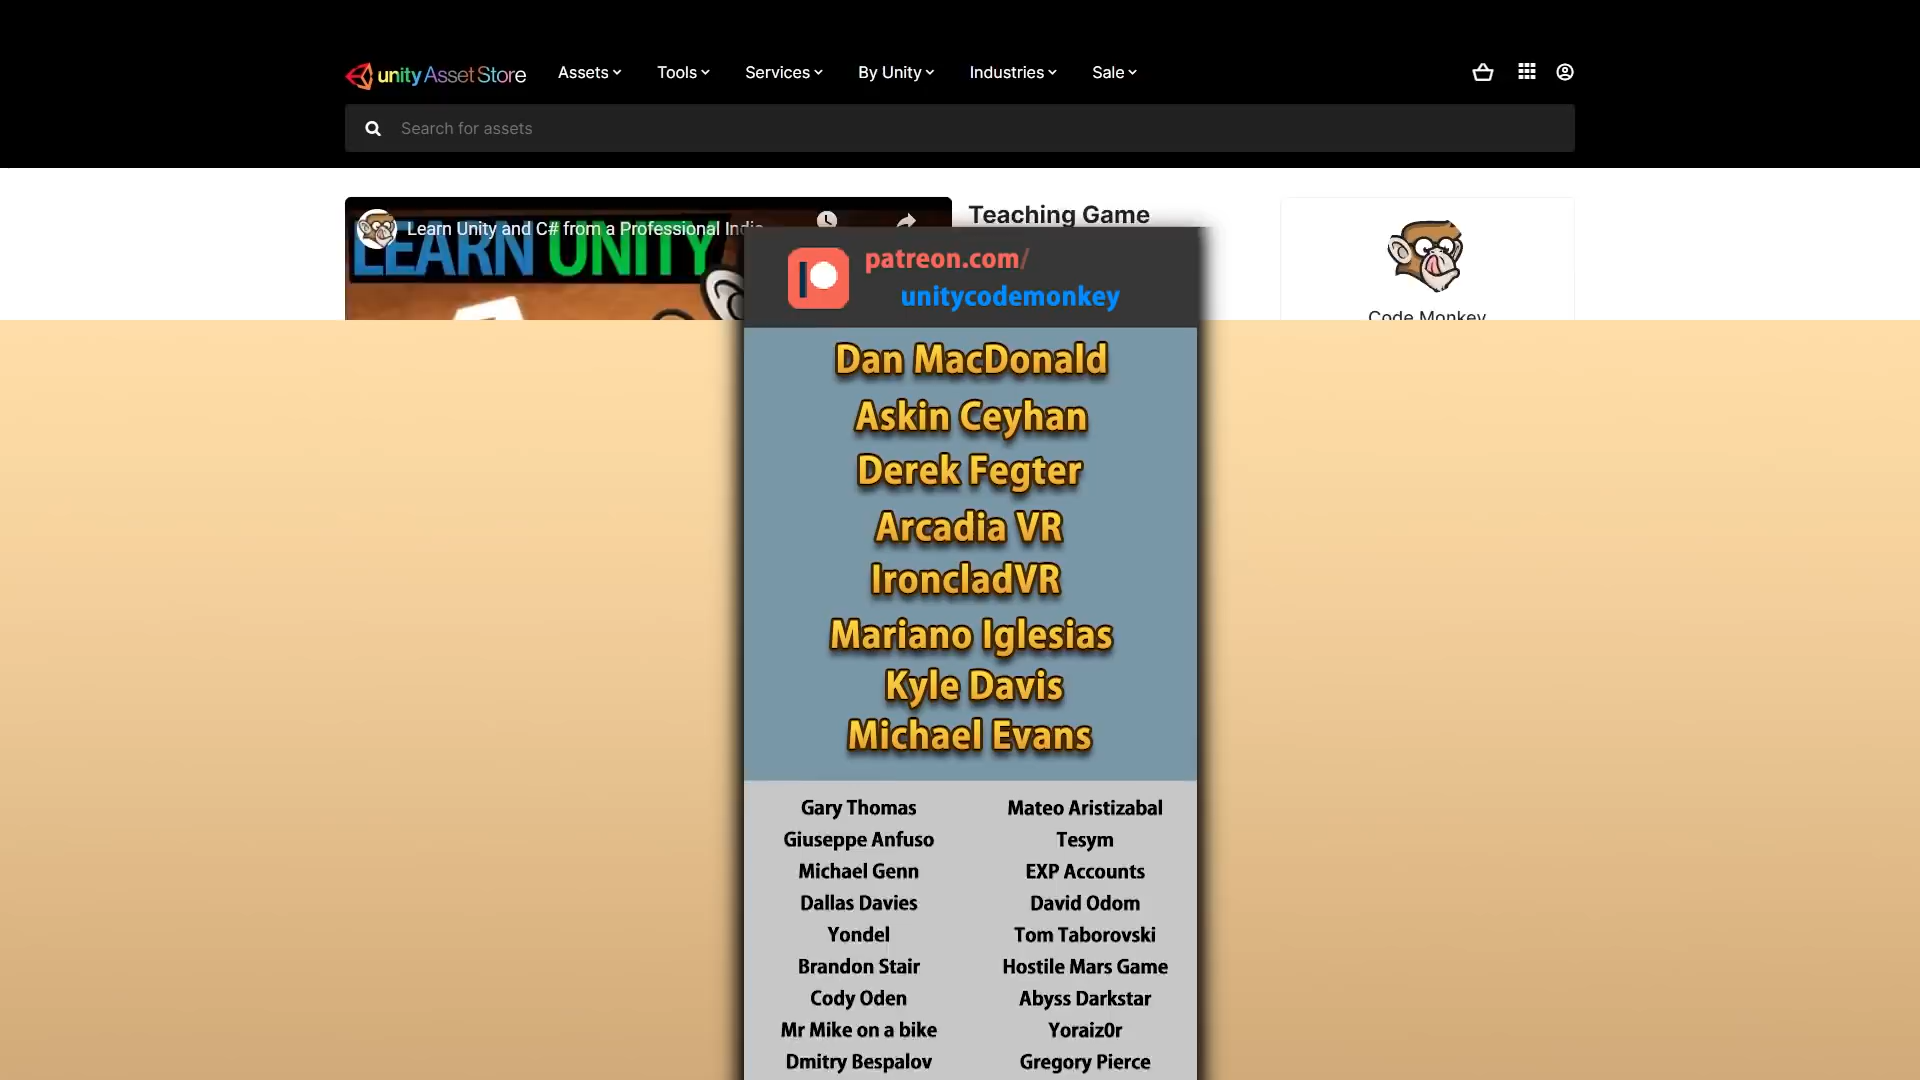 unity Asset Store
Assets
Tools
Services
By Unity
Industries
Sale
Search for assets
Learn Unity and C# from a Professional Indie
LEARN UNITY
Teaching Game
Code Monkey
patreon.com/
unitycodemonkey
Dan MacDonald
Askin Ceyhan
Derek Fegter
Arcadia VR
IroncladVR
Mariano Iglesias
Kyle Davis
Michael Evans
Gary Thomas
Mateo Aristizabal
Giuseppe Anfuso
Tesym
Michael Genn
EXP Accounts
Dallas Davies
David Odom
Yondel
Tom Taborovski
Brandon Stair
Hostile Mars Game
Cody Oden
Abyss Darkstar
Mr Mike on a bike
Yoraiz0r
Dmitry Bespalov
Gregory Pierce